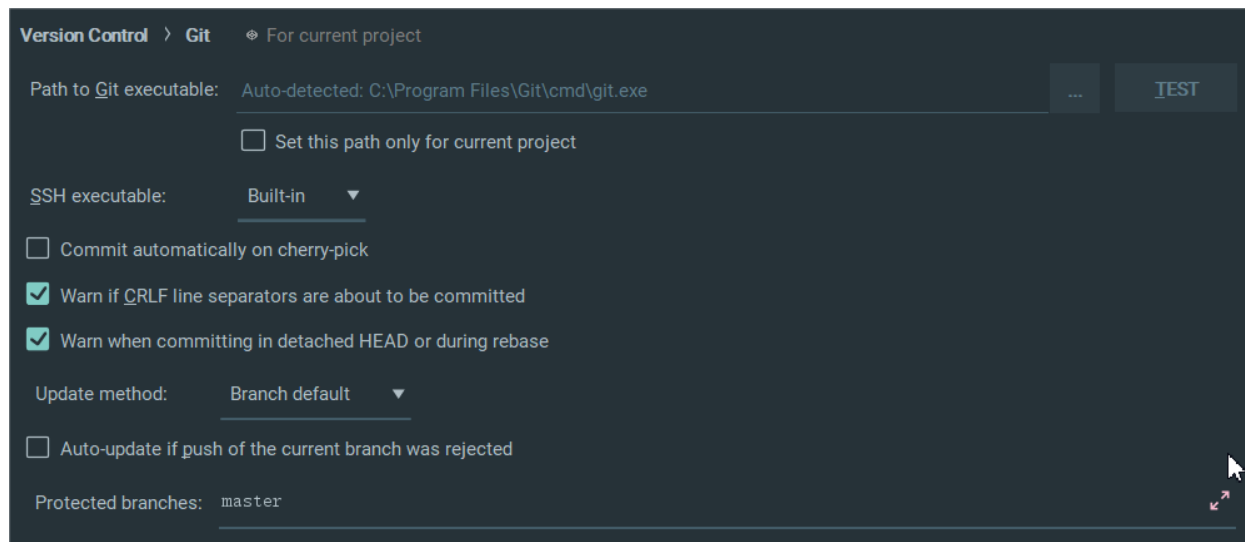 Version Control > Git For current project
Path to Git executable: Auto-detected: C:\Program Files\Git\cmd\git.exe ... TEST
Set this path only for current project
SSH executable: Built-in
Commit automatically on cherry-pick
Warn if CRLF line separators are about to be committed
Warn when committing in detached HEAD or during rebase
Update method: Branch default
Auto-update if push of the current branch was rejected
Protected branches: master